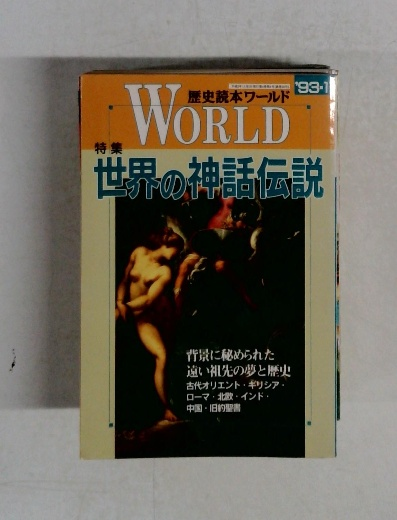 歴史読本ワールド
'93・1
WORLD
特集
世界の神話伝説
背景に秘められた
遠い祖先の夢と歴史
古代オリエント・ギリシア・
ローマ・北欧・インド・
中国・旧約聖書